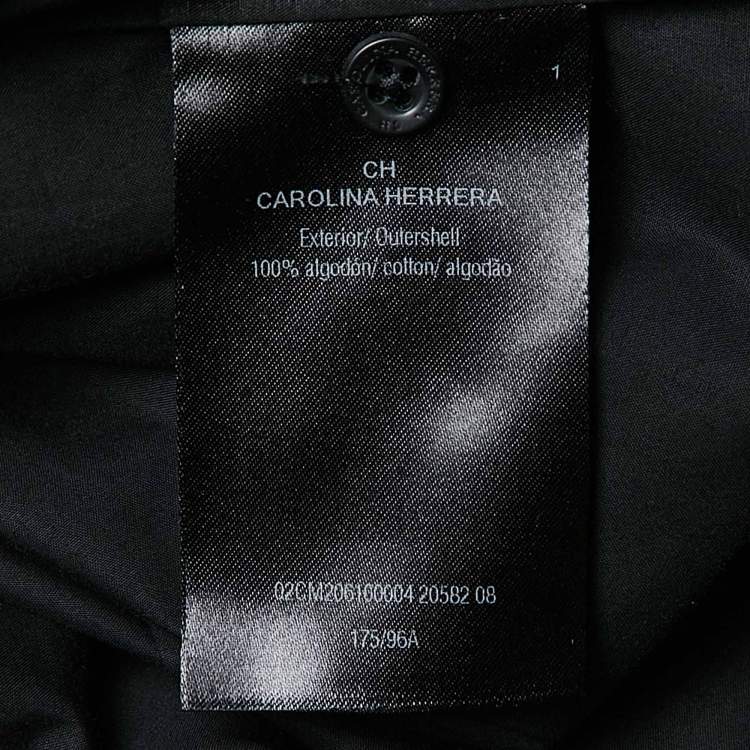 1
CH
CAROLINA HERRERA
Exterior/ Outershell
100% algodón/ cotton/ algodão
02CM206100004 20582 08
175/96A